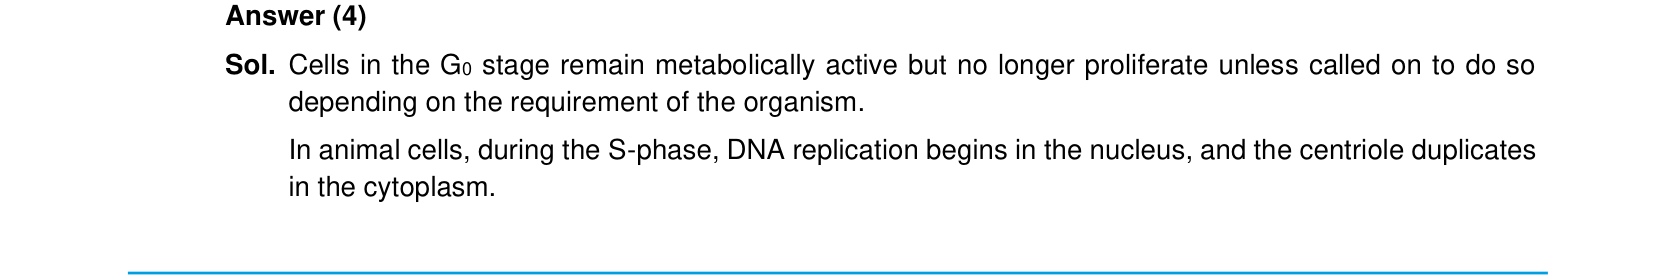 Answer (4)
Sol. Cells in the G₀ stage remain metabolically active but no longer proliferate unless called on to do so
depending on the requirement of the organism.
In animal cells, during the S-phase, DNA replication begins in the nucleus, and the centriole duplicates
in the cytoplasm.